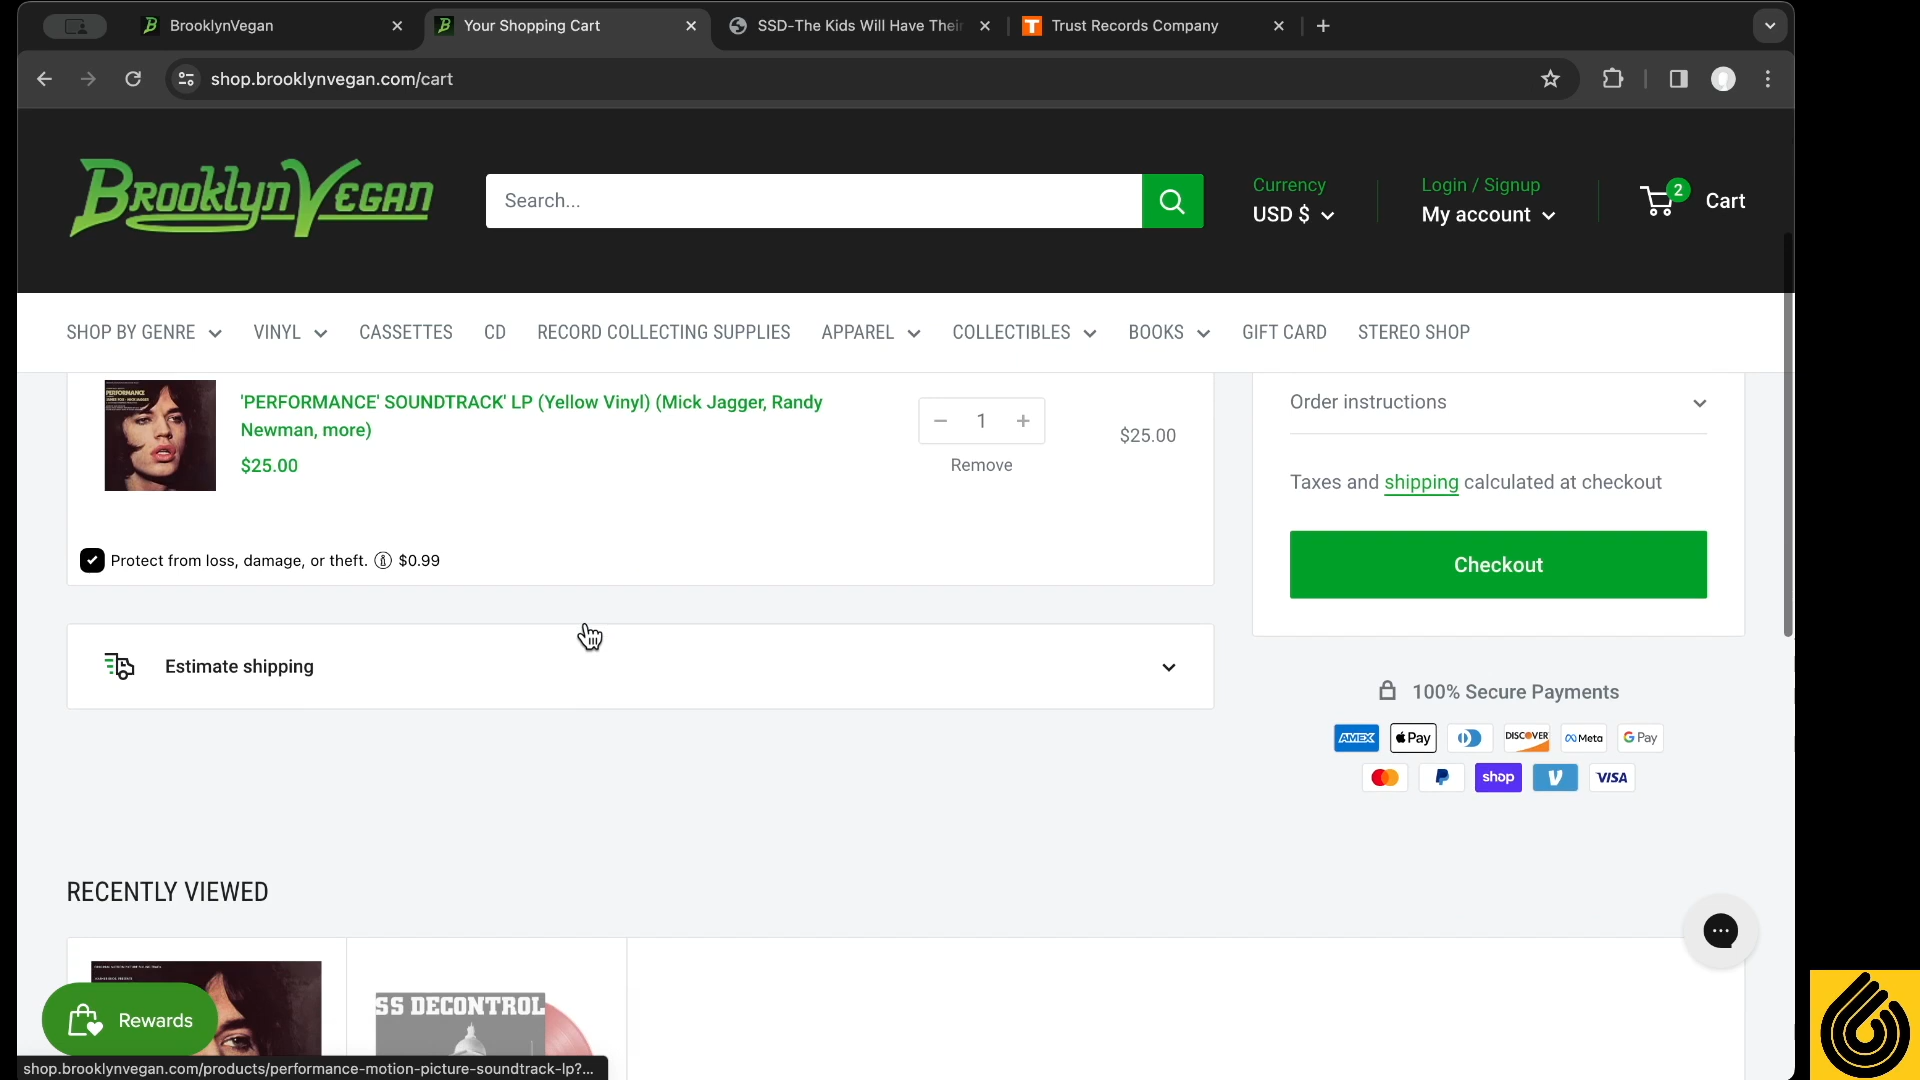 BrooklynVegan
Your Shopping Cart
SSD-The Kids Will Have Their
Trust Records Company
shop.brooklynvegan.com/cart
BROOKLYNVEGAN
Search...
Currency
USD $
Login / Signup
My account
2
Cart
SHOP BY GENRE
VINYL
CASSETTES
CD
RECORD COLLECTING SUPPLIES
APPAREL
COLLECTIBLES
BOOKS
GIFT CARD
STEREO SHOP
PERFORMANCE
'PERFORMANCE' SOUNDTRACK' LP (Yellow Vinyl) (Mick Jagger, Randy
Newman, more)
$25.00
− 1 +
Remove
$25.00
Protect from loss, damage, or theft. $0.99
Order instructions
Taxes and shipping calculated at checkout
Checkout
Estimate shipping
100% Secure Payments
AMEX
Pay
DISCOVER
Meta
G Pay
shop
VISA
RECENTLY VIEWED
SS DECONTROL
Rewards
shop.brooklynvegan.com/products/performance-motion-picture-soundtrack-lp?...